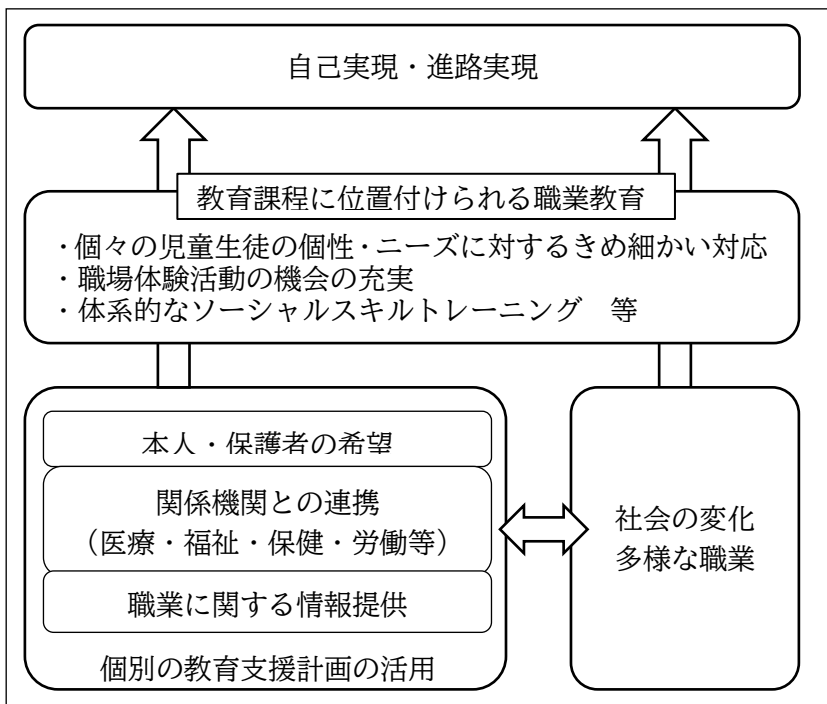 自己実現・進路実現
教育課程に位置付けられる職業教育
・個々の児童生徒の個性・ニーズに対するきめ細かい対応
・職場体験活動の機会の充実
・体系的なソーシャルスキルトレーニング　等
本人・保護者の希望
関係機関との連携
（医療・福祉・保健・労働等）
職業に関する情報提供
個別の教育支援計画の活用
社会の変化
多様な職業